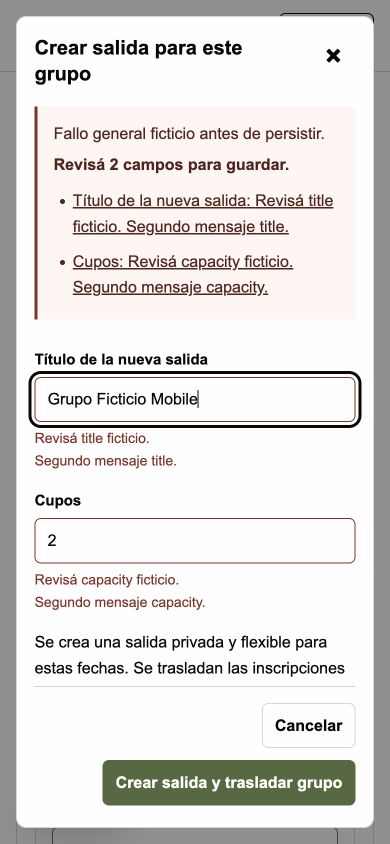 Crear salida para este
grupo
Fallo general ficticio antes de persistir.
Revisá 2 campos para guardar.
Título de la nueva salida: Revisá title
ficticio. Segundo mensaje title.
Cupos: Revisá capacity ficticio.
Segundo mensaje capacity.
Título de la nueva salida
Grupo Ficticio Mobile
Revisá title ficticio.
Segundo mensaje title.
Cupos
2
Revisá capacity ficticio.
Segundo mensaje capacity.
Se crea una salida privada y flexible para
estas fechas. Se trasladan las inscripciones
Cancelar
Crear salida y trasladar grupo